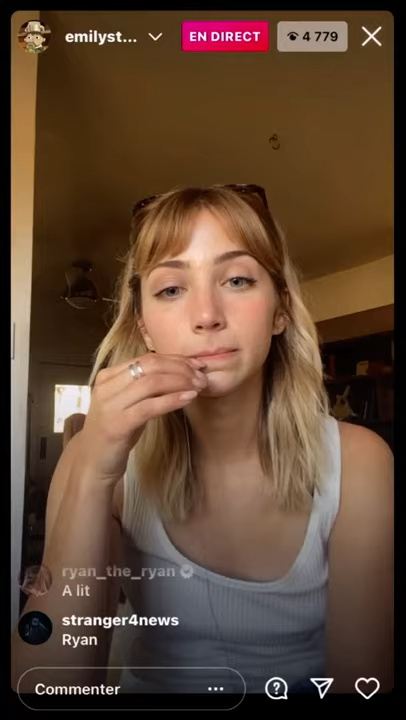 emilyst...
EN DIRECT
4 779
ryan_the_ryan
A lit
stranger4news
Ryan
Commenter